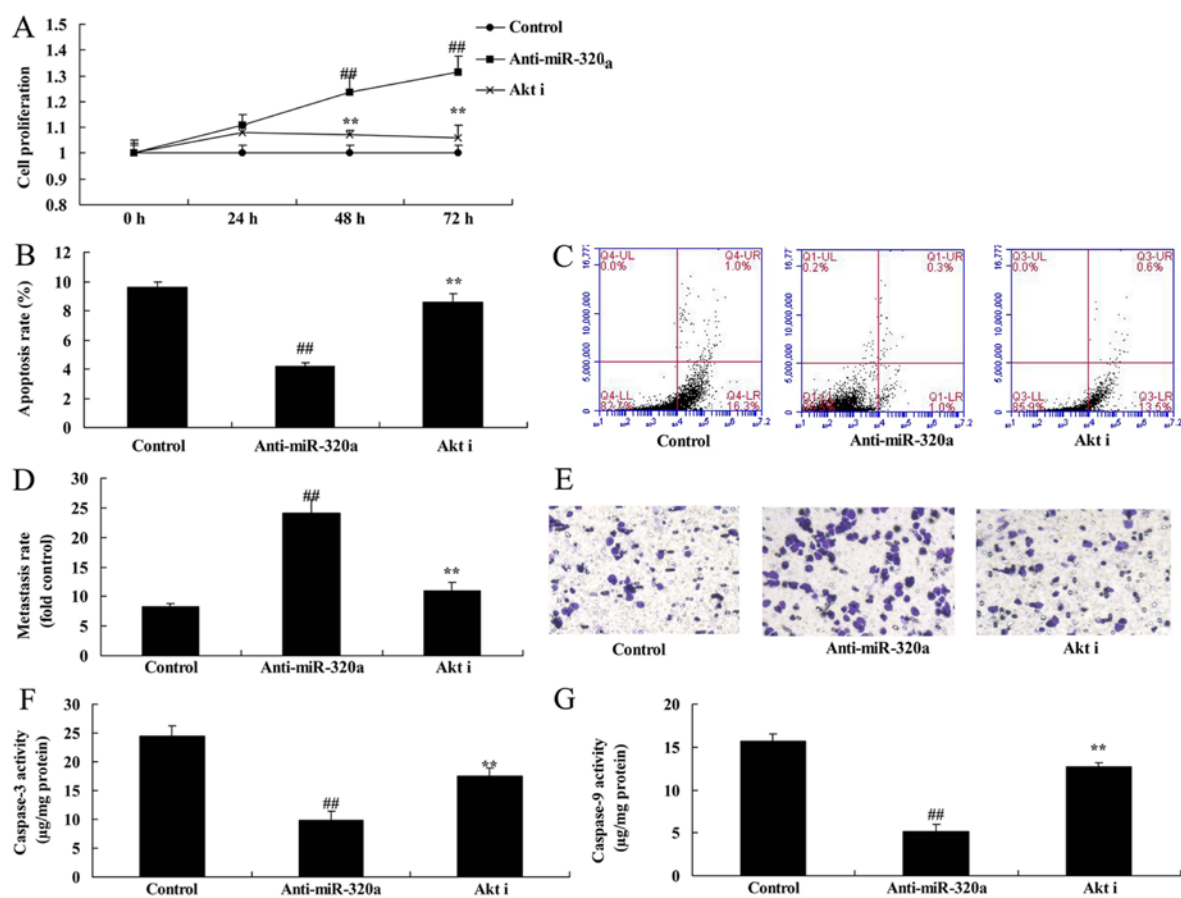 A
1.5
1.4
1.3
1.2
1.1
1
0.9
0.8
Cell proliferation
##
##
**
**
0 h 24 h 48 h 72 h
Control
Anti-miR-320a
Akt i
B
12
10
8
6
4
2
0
Apoptosis rate (%)
##
**
Control Anti-miR-320a Akt i
C
Q4-UL Q4-UR
0.0% 1.0%
Q4-LL Q4-LR
82.7% 16.3%
Control
Q1-UL Q1-UR
0.2% 0.3%
Q1-LL Q1-LR
1.0%
Anti-miR-320a
Q3-UL Q3-UR
0.0% 0.6%
Q3-LL Q3-LR
85.9% 13.5%
Akt i
D
30
25
20
15
10
5
0
Metastasis rate
(fold control)
##
**
Control Anti-miR-320a Akt i
E
Control Anti-miR-320a Akt i
F
30
25
20
15
10
5
0
Caspase-3 activity
(μg/mg protein)
##
**
Control Anti-miR-320a Akt i
G
20
15
10
5
0
Caspase-9 activity
(μg/mg protein)
##
**
Control Anti-miR-320a Akt i